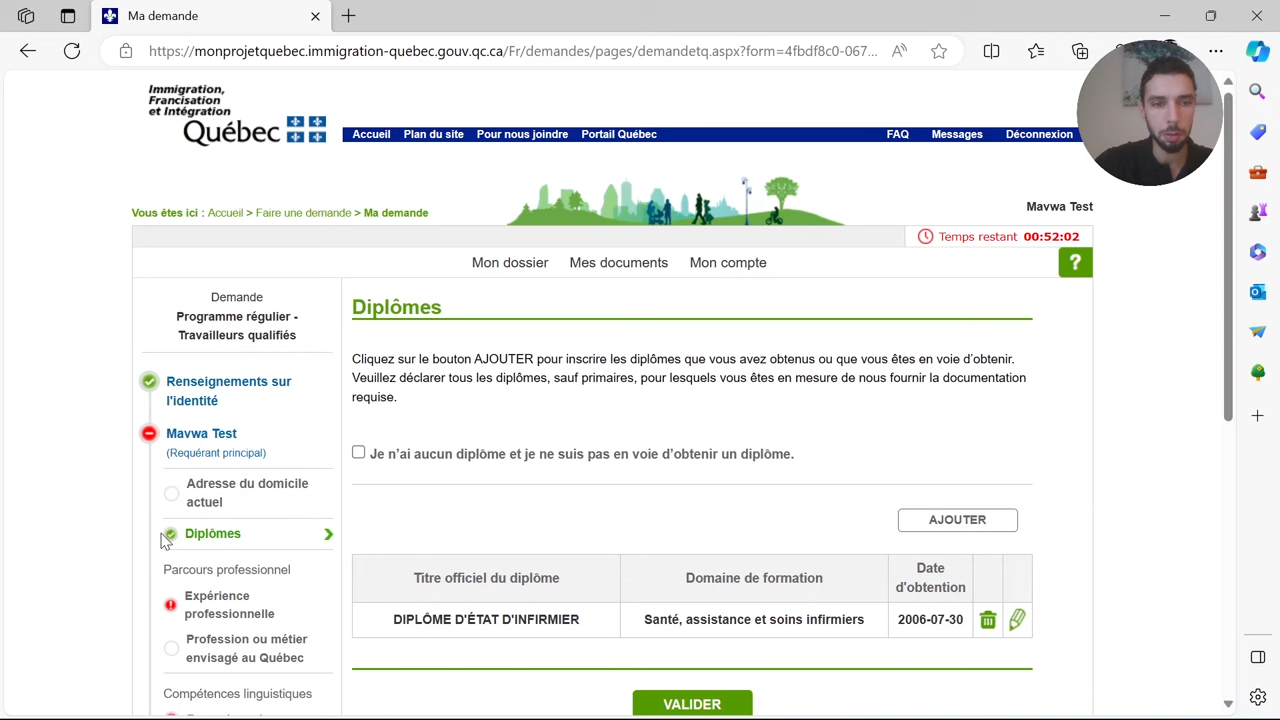 Ma demande
https://monprojetquebec.immigration-quebec.gouv.qc.ca/Fr/demandes/pages/demandetq.aspx?form=4fbdf8c0-067...
Immigration,
Francisation
et Intégration
Québec
Accueil Plan du site Pour nous joindre Portail Québec FAQ Messages Déconnexion
Vous êtes ici : Accueil > Faire une demande > Ma demande
Mavwa Test
Temps restant 00:52:02
Mon dossier Mes documents Mon compte
?
Demande
Programme régulier -
Travailleurs qualifiés
Renseignements sur
l'identité
Mavwa Test
(Requérant principal)
Adresse du domicile
actuel
Diplômes
Parcours professionnel
Expérience
professionnelle
Profession ou métier
envisagé au Québec
Compétences linguistiques
Diplômes
Cliquez sur le bouton AJOUTER pour inscrire les diplômes que vous avez obtenus ou que vous êtes en voie d'obtenir.
Veuillez déclarer tous les diplômes, sauf primaires, pour lesquels vous êtes en mesure de nous fournir la documentation
requise.
Je n'ai aucun diplôme et je ne suis pas en voie d'obtenir un diplôme.
AJOUTER
Titre officiel du diplôme Domaine de formation Date
d'obtention
DIPLÔME D'ÉTAT D'INFIRMIER Santé, assistance et soins infirmiers 2006-07-30
VALIDER